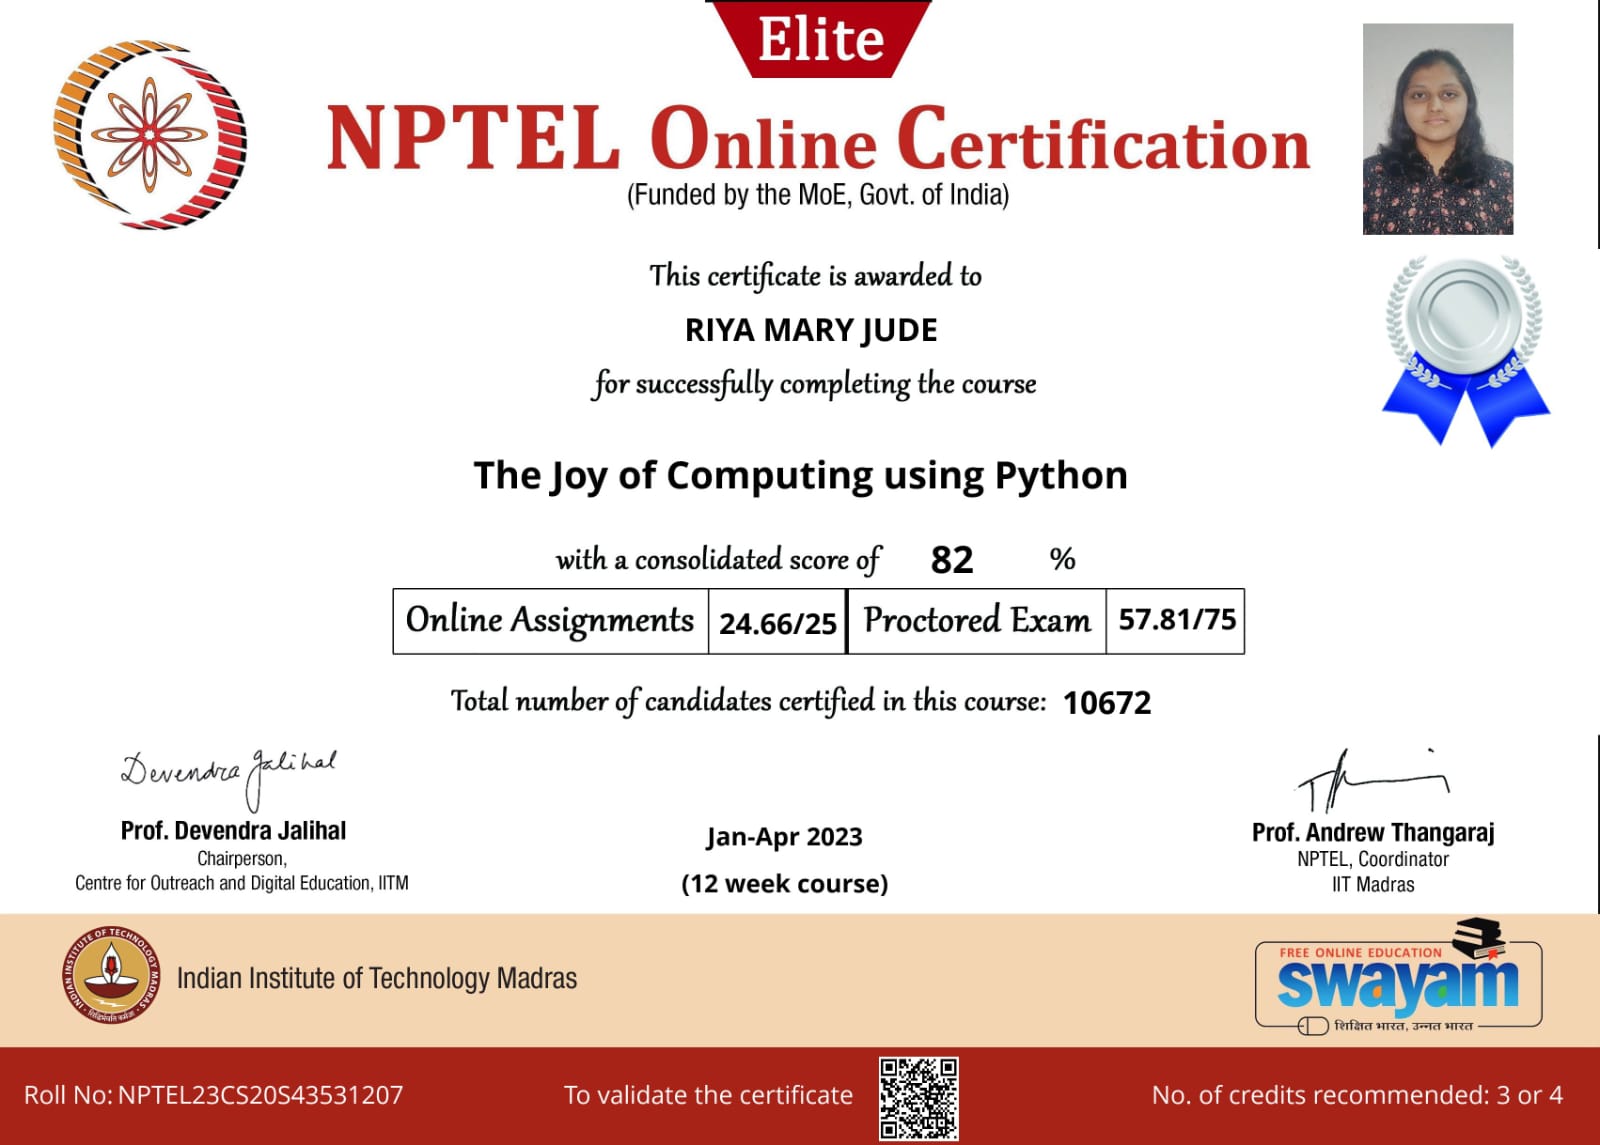 Elite
NPTEL Online Certification
(Funded by the MoE, Govt. of India)
This certificate is awarded to
RIYA MARY JUDE
for successfully completing the course
The Joy of Computing using Python
with a consolidated score of 82 %
Online Assignments 24.66/25 Proctored Exam 57.81/75
Total number of candidates certified in this course: 10672
Devendra Jalihal
Prof. Devendra Jalihal
Chairperson,
Centre for Outreach and Digital Education, IITM
Jan-Apr 2023
(12 week course)
Prof. Andrew Thangaraj
NPTEL, Coordinator
IIT Madras
INDIAN INSTITUTE OF TECHNOLOGY MADRAS
सिद्धिर्भवति कर्मजा
Indian Institute of Technology Madras
FREE ONLINE EDUCATION
swayam
शिक्षित भारत, उन्नत भारत
Roll No: NPTEL23CS20S43531207
To validate the certificate
No. of credits recommended: 3 or 4